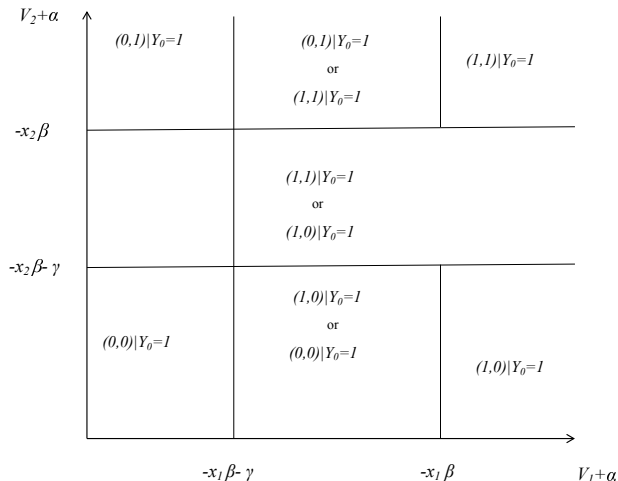 V₂+α
(0,1)|Y₀=1
(0,1)|Y₀=1
or
(1,1)|Y₀=1
(1,1)|Y₀=1
-x₂β
(1,1)|Y₀=1
or
(1,0)|Y₀=1
-x₂β-γ
(0,0)|Y₀=1
(1,0)|Y₀=1
or
(0,0)|Y₀=1
(1,0)|Y₀=1
-x₁β-γ
-x₁β
V₁+α